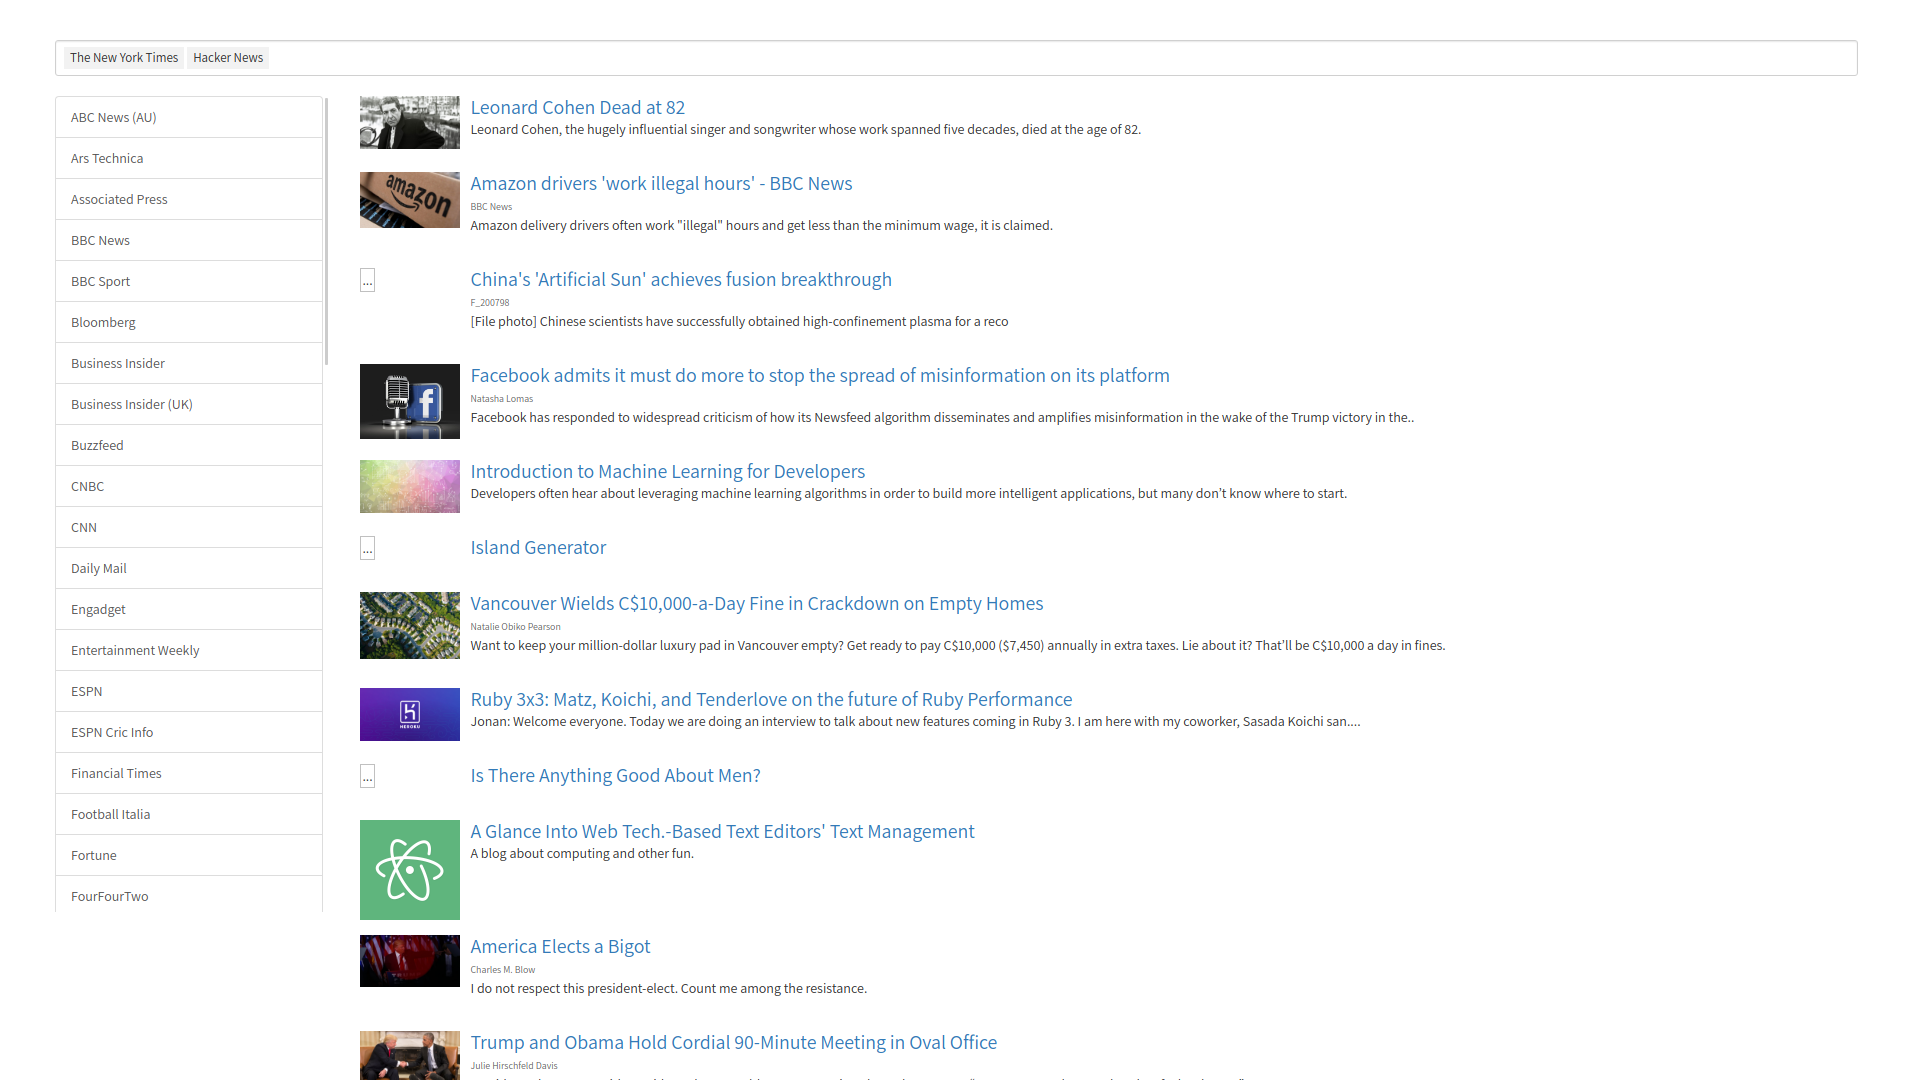 The New York Times Hacker News
ABC News (AU)
Ars Technica
Associated Press
BBC News
BBC Sport
Bloomberg
Business Insider
Business Insider (UK)
Buzzfeed
CNBC
CNN
Daily Mail
Engadget
Entertainment Weekly
ESPN
ESPN Cric Info
Financial Times
Football Italia
Fortune
FourFourTwo
Leonard Cohen Dead at 82
Leonard Cohen, the hugely influential singer and songwriter whose work spanned five decades, died at the age of 82.
amazon
Amazon drivers 'work illegal hours' - BBC News
BBC News
Amazon delivery drivers often work "illegal" hours and get less than the minimum wage, it is claimed.
...
China's 'Artificial Sun' achieves fusion breakthrough
F_200798
[File photo] Chinese scientists have successfully obtained high-confinement plasma for a reco
Facebook admits it must do more to stop the spread of misinformation on its platform
Natasha Lomas
Facebook has responded to widespread criticism of how its Newsfeed algorithm disseminates and amplifies misinformation in the wake of the Trump victory in the..
Introduction to Machine Learning for Developers
Developers often hear about leveraging machine learning algorithms in order to build more intelligent applications, but many don’t know where to start.
...
Island Generator
Vancouver Wields C$10,000-a-Day Fine in Crackdown on Empty Homes
Natalie Obiko Pearson
Want to keep your million-dollar luxury pad in Vancouver empty? Get ready to pay C$10,000 ($7,450) annually in extra taxes. Lie about it? That’ll be C$10,000 a day in fines.
HEROKU
Ruby 3x3: Matz, Koichi, and Tenderlove on the future of Ruby Performance
Jonan: Welcome everyone. Today we are doing an interview to talk about new features coming in Ruby 3. I am here with my coworker, Sasada Koichi san....
...
Is There Anything Good About Men?
A Glance Into Web Tech.-Based Text Editors' Text Management
A blog about computing and other fun.
America Elects a Bigot
Charles M. Blow
I do not respect this president-elect. Count me among the resistance.
Trump and Obama Hold Cordial 90-Minute Meeting in Oval Office
Julie Hirschfeld Davis